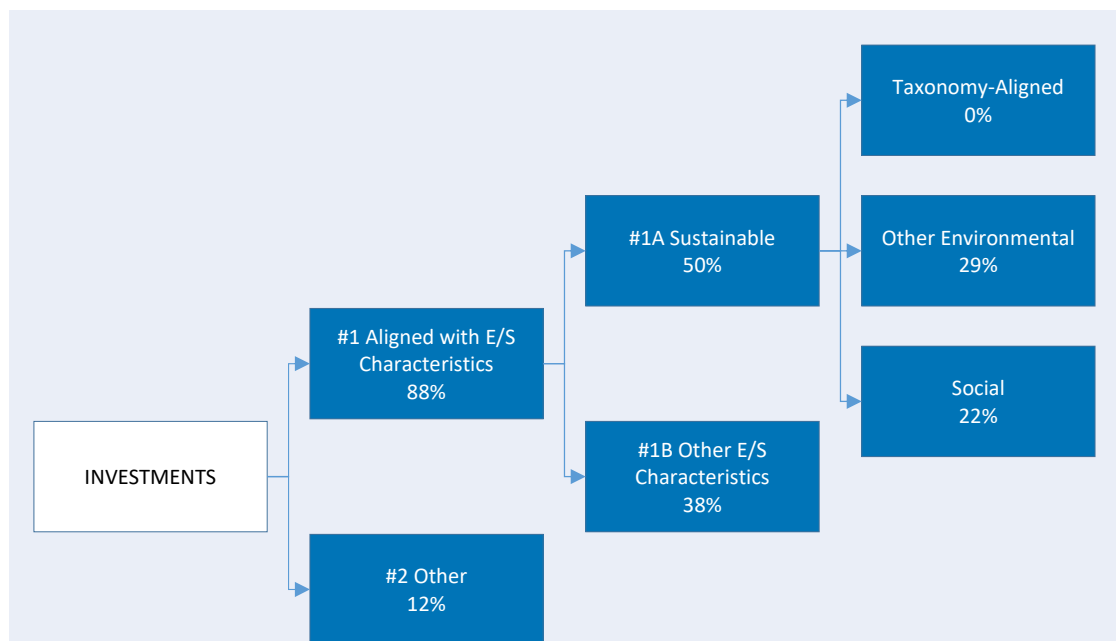 INVESTMENTS
#1 Aligned with E/S
Characteristics
88%
#2 Other
12%
#1A Sustainable
50%
#1B Other E/S
Characteristics
38%
Taxonomy-Aligned
0%
Other Environmental
29%
Social
22%